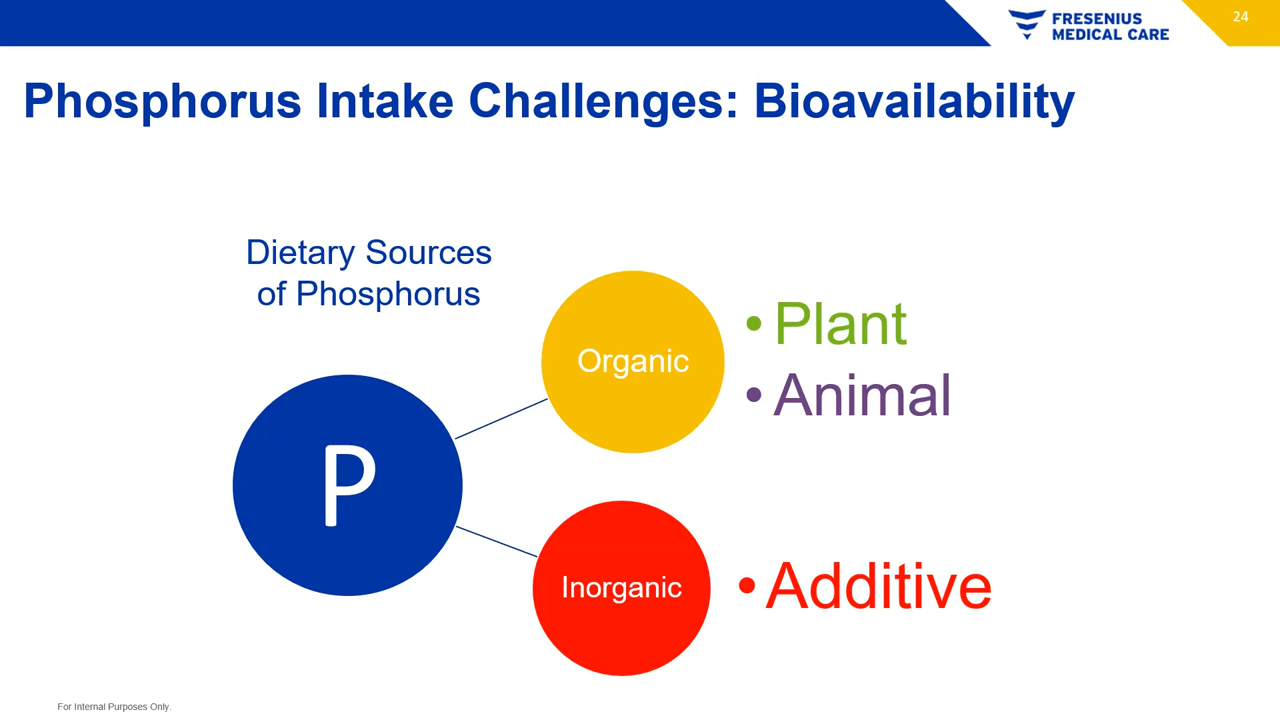 24
FRESENIUS
MEDICAL CARE
Phosphorus Intake Challenges: Bioavailability
Dietary Sources
of Phosphorus
P
Organic
• Plant
• Animal
Inorganic
• Additive
For Internal Purposes Only.